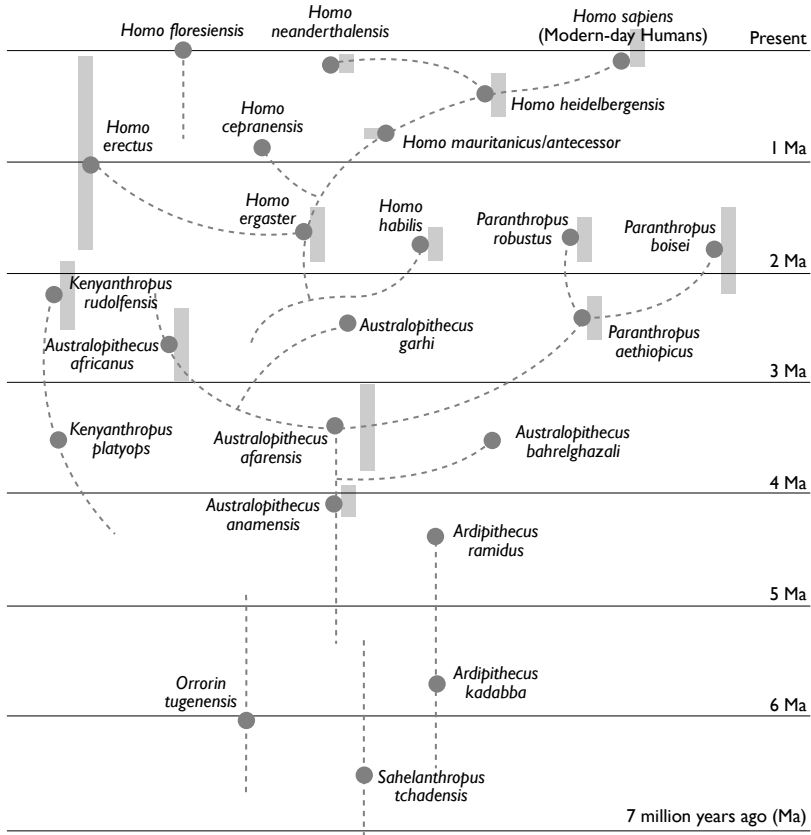 Homo floresiensis
Homo
neanderthalensis
Homo sapiens
(Modern-day Humans)
Present
Homo heidelbergensis
Homo
cepranensis
Homo
erectus
Homo mauritanicus/antecessor
1 Ma
Homo
ergaster
Homo
habilis
Paranthropus
robustus
Paranthropus
boisei
2 Ma
Kenyanthropus
rudolfensis
Australopithecus
africanus
Australopithecus
garhi
Paranthropus
aethiopicus
3 Ma
Kenyanthropus
platyops
Australopithecus
afarensis
Australopithecus
bahrelghazali
4 Ma
Australopithecus
anamensis
Ardipithecus
ramidus
5 Ma
Orrorin
tugenensis
Ardipithecus
kadabba
6 Ma
Sahelanthropus
tchadensis
7 million years ago (Ma)